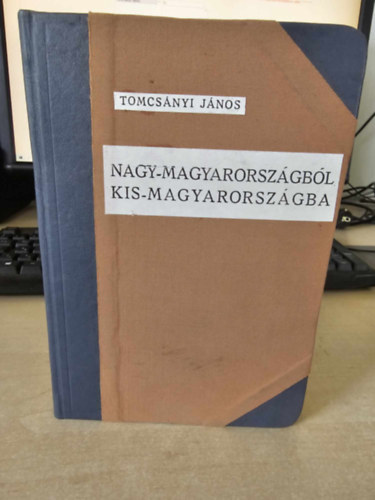 TOMCSÁNYI JÁNOS
NAGY-MAGYARORSZÁGBÓL
KIS-MAGYARORSZÁGBA